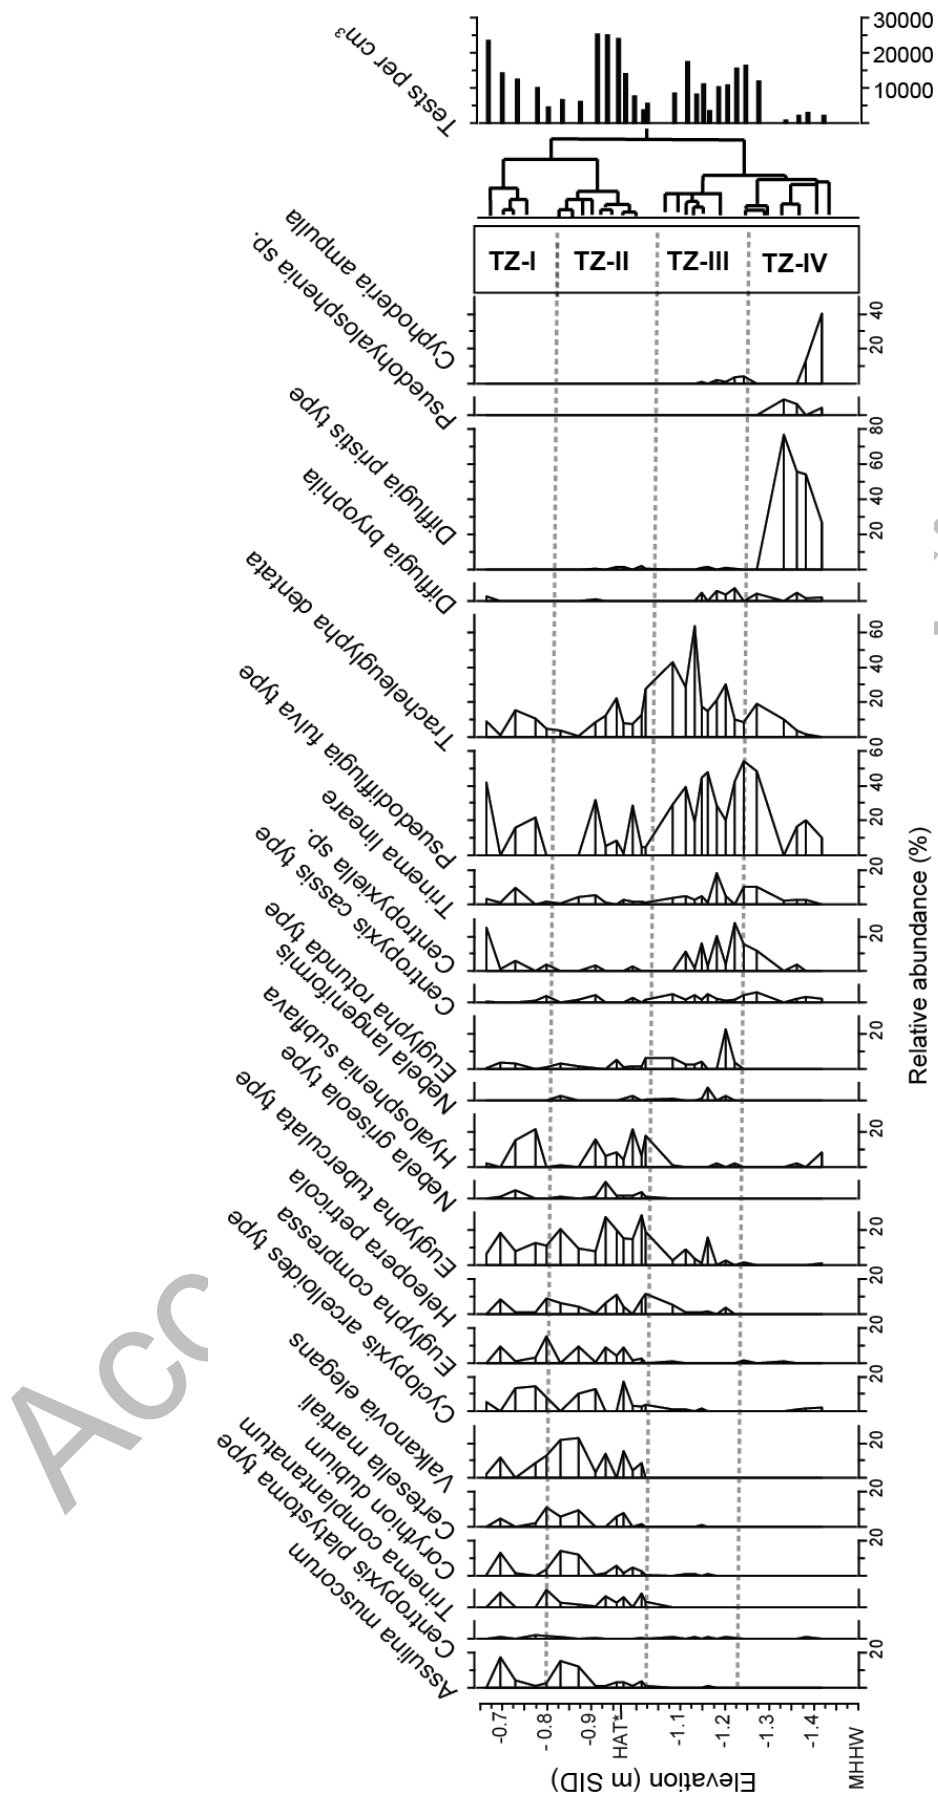 Tests per cm³
30000
20000
10000
TZ-I
TZ-II
TZ-III
TZ-IV
Cyphoderia ampulla
40
20
Psuedohyalosphenia sp.
Difflugia pristis type
80
60
40
20
Difflugia bryophila
Tracheleuglypha dentata
60
40
20
Psuedodifflugia fulva type
60
40
20
Trinema lineare
20
Centropyxiella sp.
20
Centropyxis cassis type
Euglypha rotunda type
20
Nebela langeniformis
Hyalosphenia subflava
20
Nebela griseola type
Euglypha tuberculata type
20
Heleopera petricola
20
Euglypha compressa
20
Cyclopyxis arcelloides type
20
Valkanovia elegans
20
Certesella martiali
20
Corythion dubium
20
Trinema complantanatum
Centropyxis platystoma type
Assulina muscorum
20
Relative abundance (%)
-0.7
- 0.8
-0.9
HAT*
-1.1
-1.2
-1.3
-1.4
MHHW
Elevation (m SID)
Acc